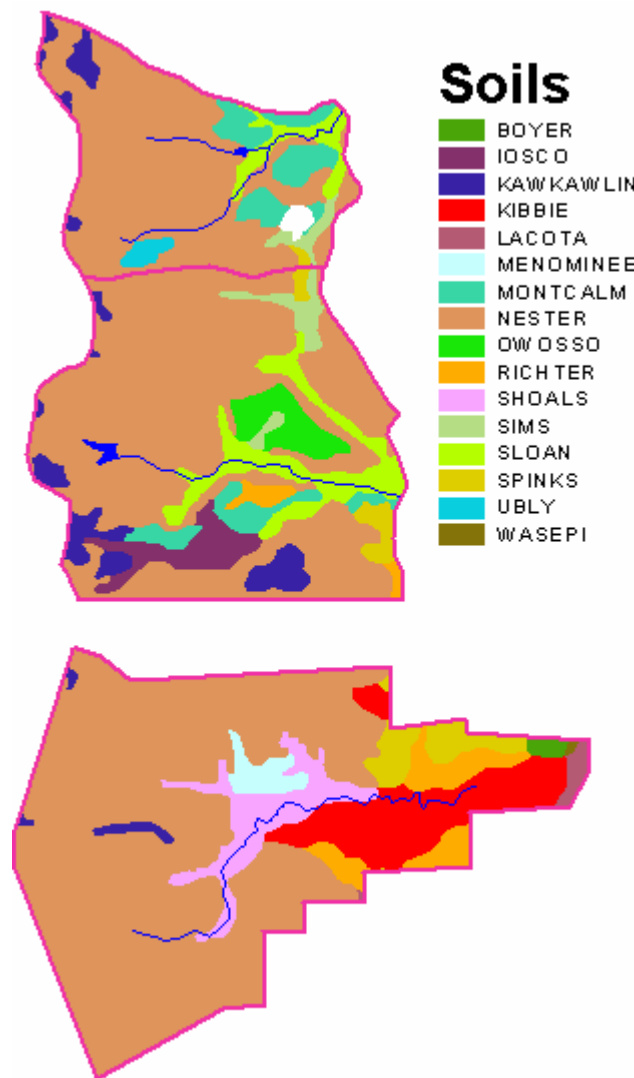 Soils
BOYER
IOSCO
KAWKAWLIN
KIBBIE
LACOTA
MENOMINEE
MONTCALM
NESTER
OWOSSO
RICHTER
SHOALS
SIMS
SLOAN
SPINKS
UBLY
WASEPI